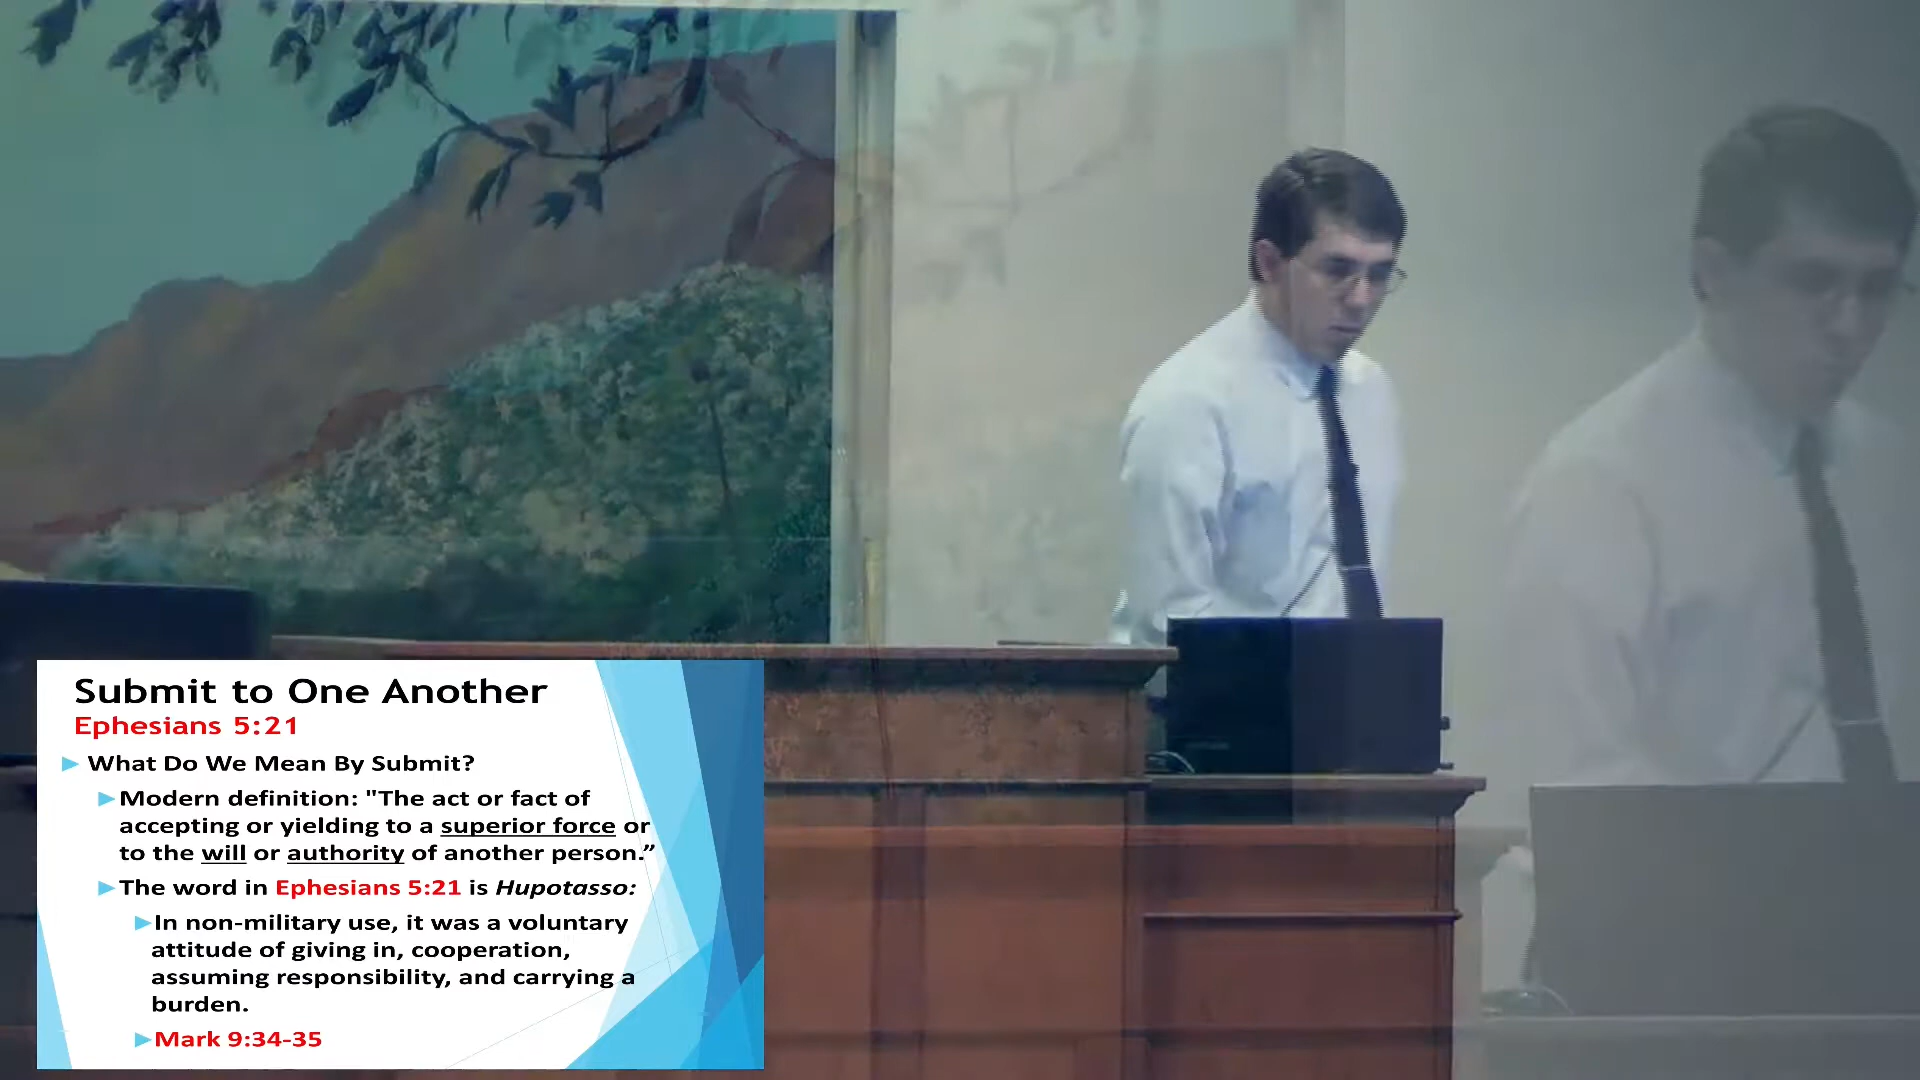 Submit to One Another
Ephesians 5:21
What Do We Mean By Submit?
Modern definition: "The act or fact of
accepting or yielding to a superior force or
to the will or authority of another person.”
The word in Ephesians 5:21 is Hupotasso:
In non-military use, it was a voluntary
attitude of giving in, cooperation,
assuming responsibility, and carrying a
burden.
Mark 9:34-35